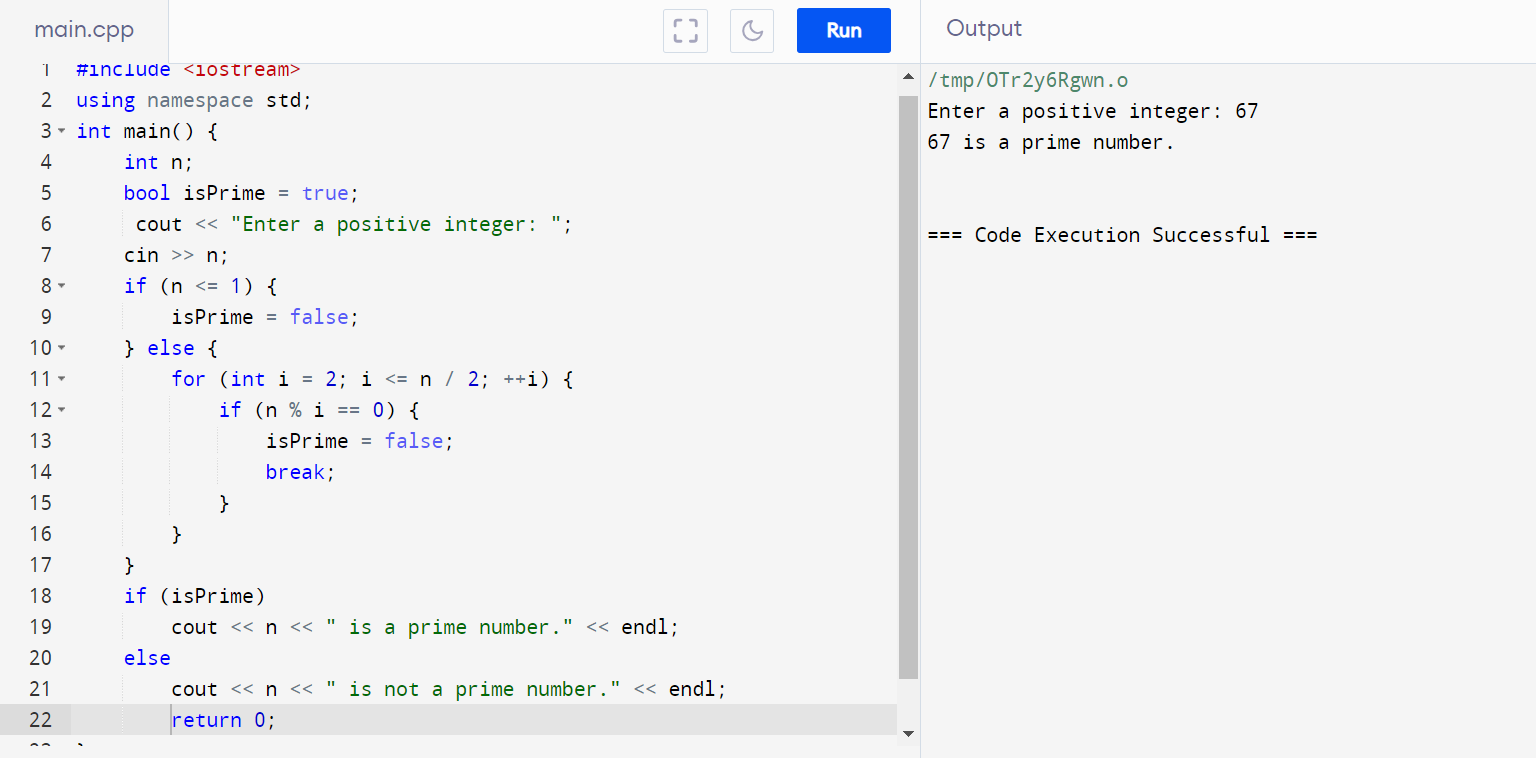 main.cpp
Run
Output
1 #include <iostream>
2 using namespace std;
3 int main() {
4     int n;
5     bool isPrime = true;
6      cout << "Enter a positive integer: ";
7     cin >> n;
8     if (n <= 1) {
9         isPrime = false;
10     } else {
11         for (int i = 2; i <= n / 2; ++i) {
12             if (n % i == 0) {
13                 isPrime = false;
14                 break;
15             }
16         }
17     }
18     if (isPrime)
19         cout << n << " is a prime number." << endl;
20     else
21         cout << n << " is not a prime number." << endl;
22         return 0;
/tmp/OTr2y6Rgwn.o
Enter a positive integer: 67
67 is a prime number.
=== Code Execution Successful ===